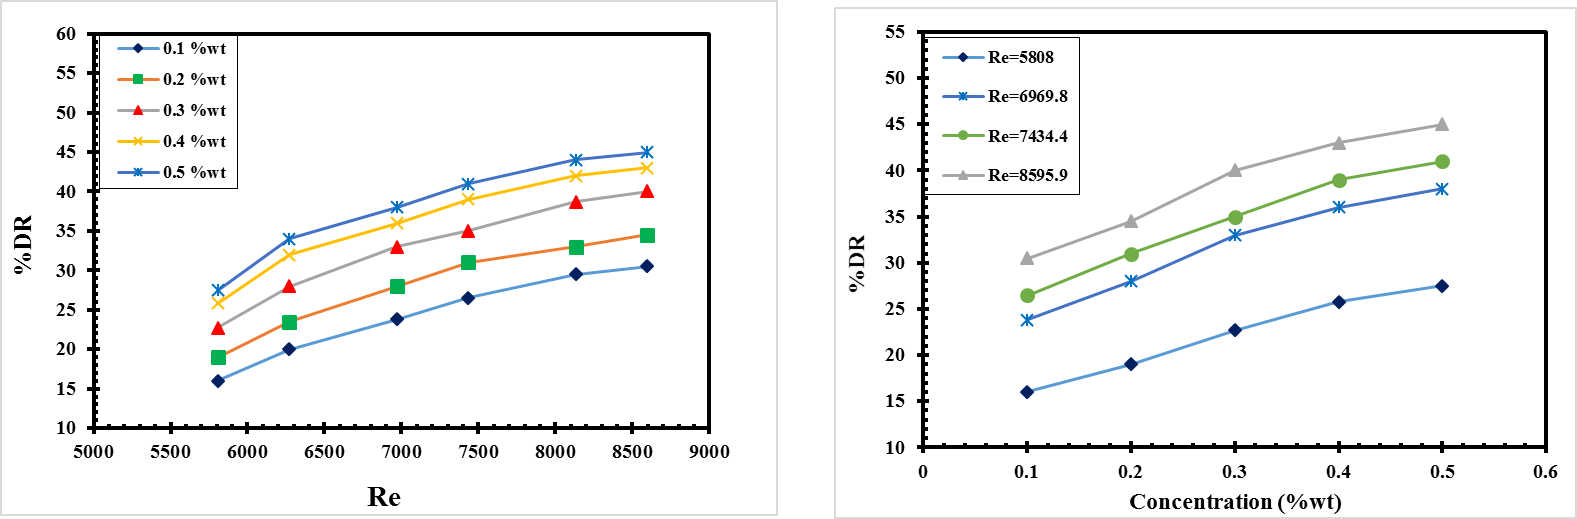 60
55
50
45
40
35
30
25
20
15
10
%DR
0.1 %wt
0.2 %wt
0.3 %wt
0.4 %wt
0.5 %wt
5000 5500 6000 6500 7000 7500 8000 8500 9000
Re
55
50
45
40
35
30
25
20
15
10
%DR
Re=5808
Re=6969.8
Re=7434.4
Re=8595.9
0 0.1 0.2 0.3 0.4 0.5 0.6
Concentration (%wt)